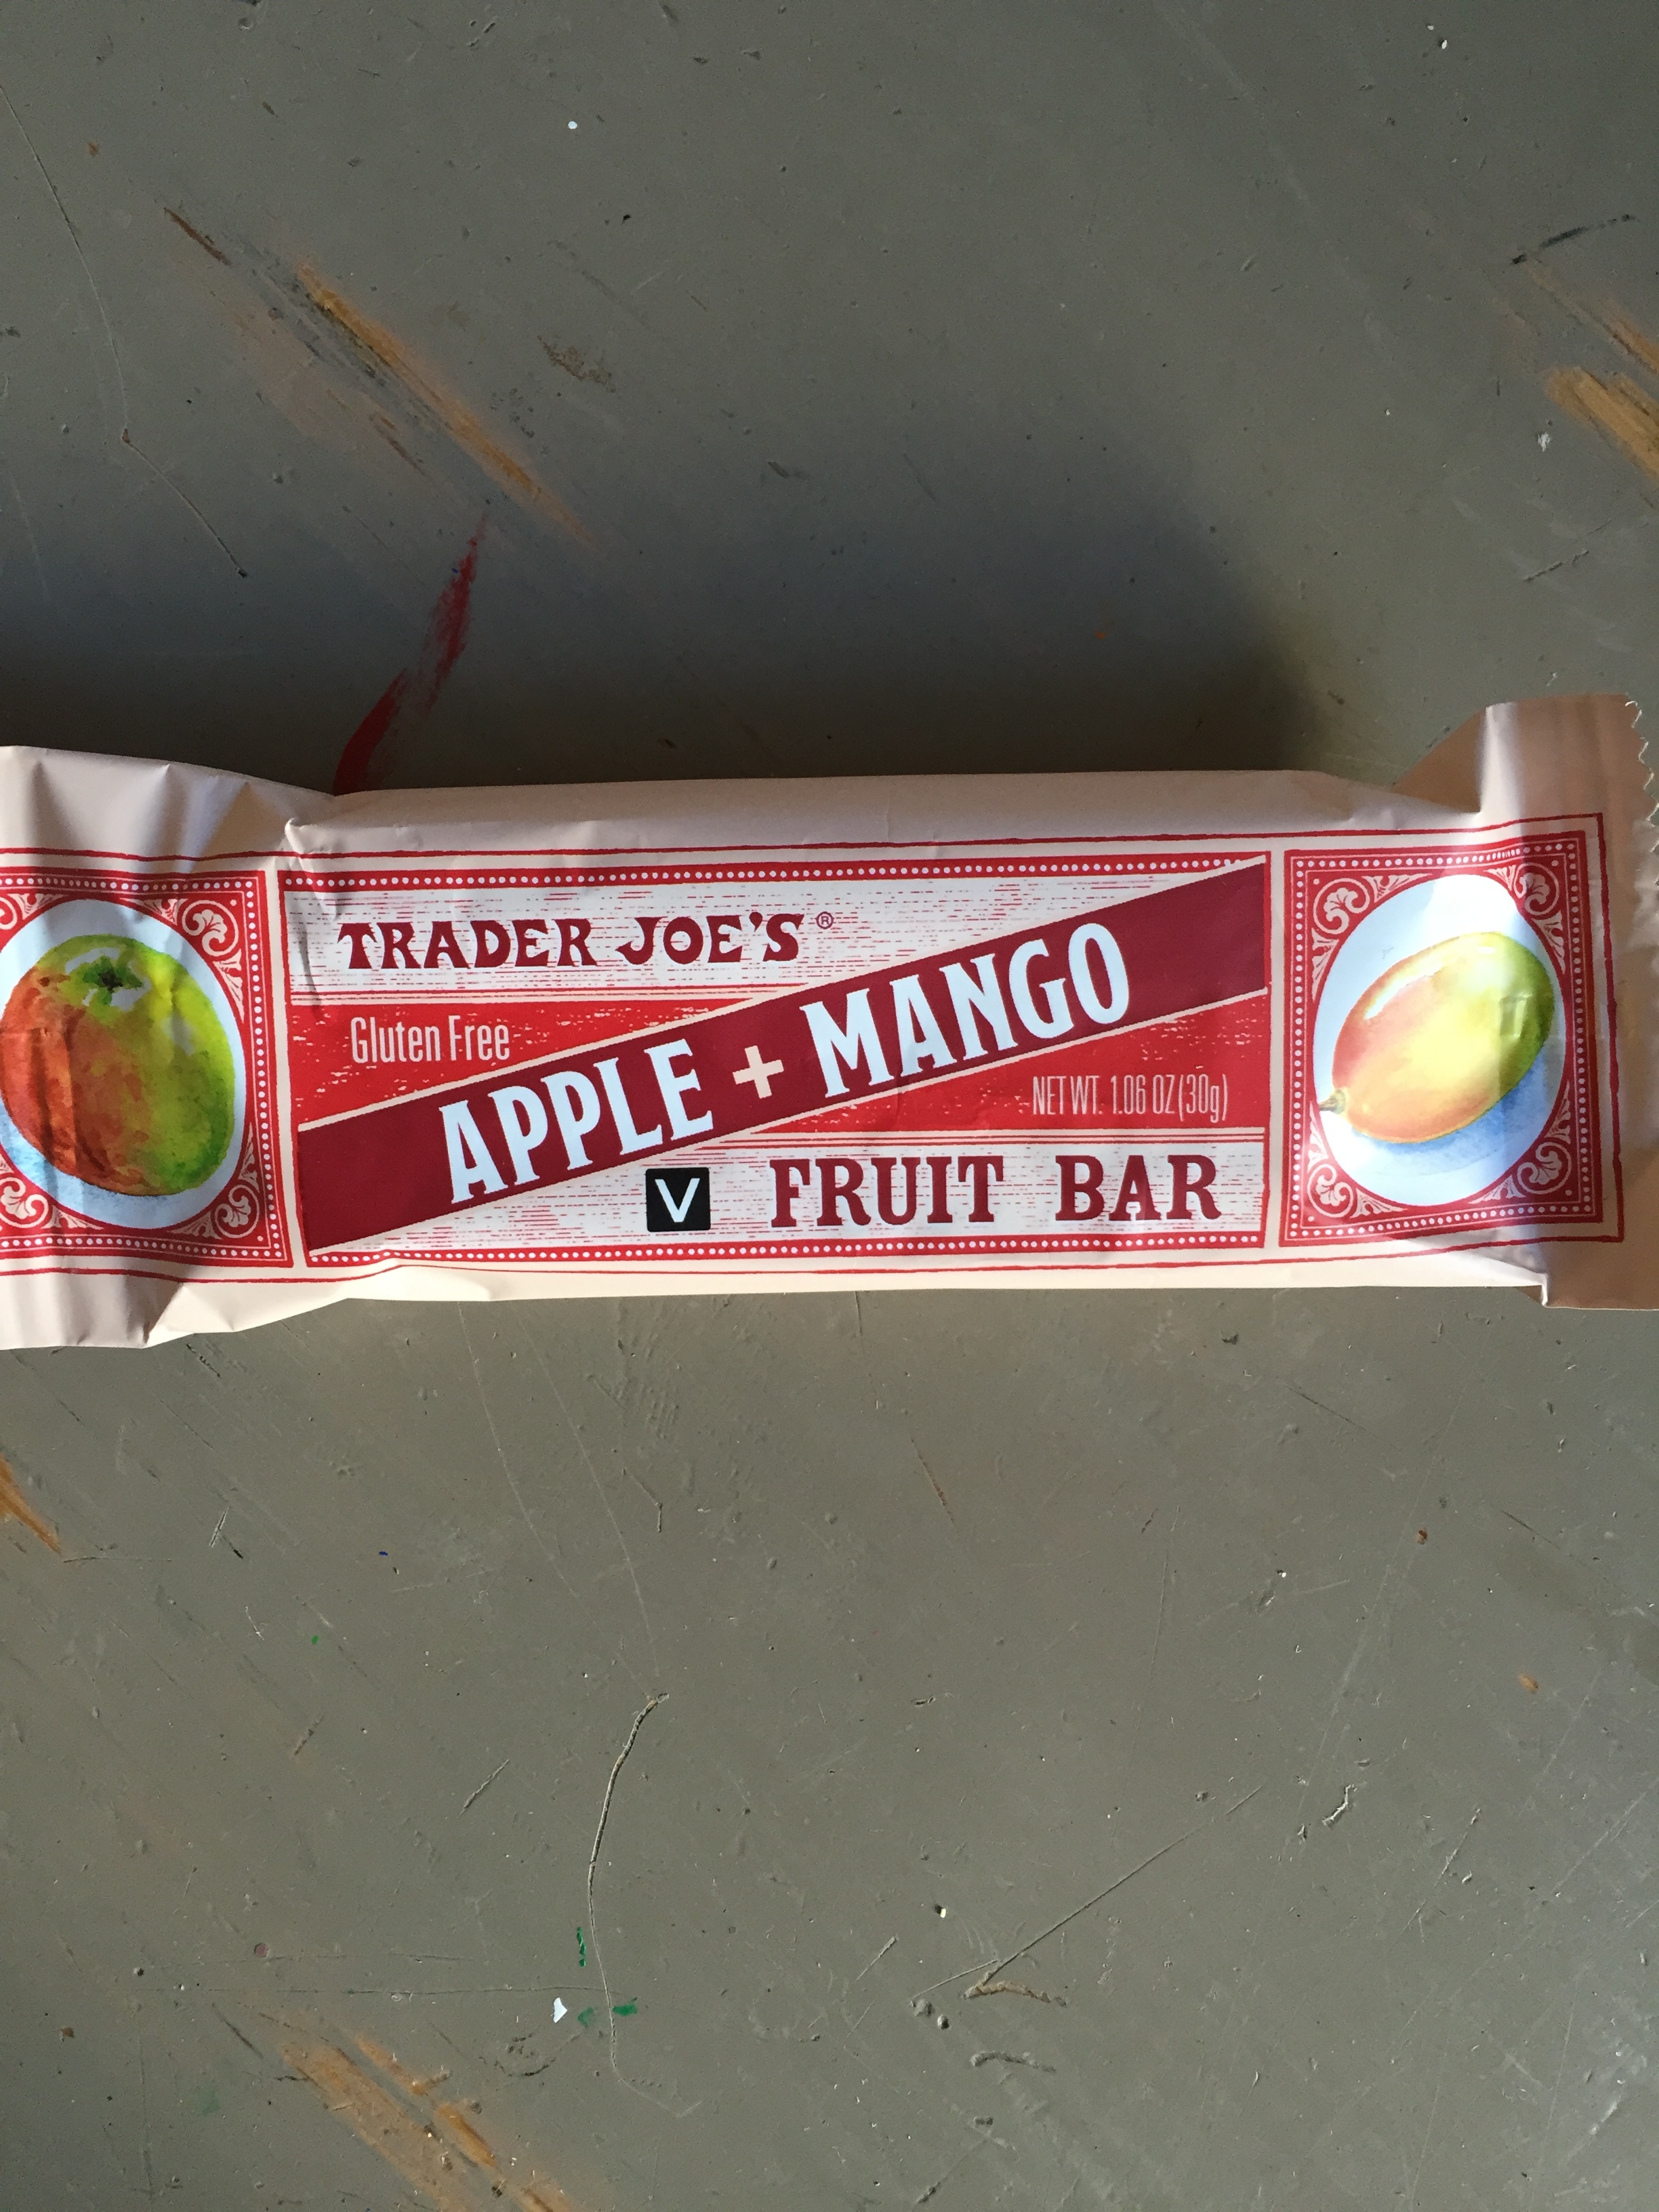 TRADER JOE'S®
Gluten Free
APPLE + MANGO
NET WT. 1.06 OZ (30g)
V FRUIT BAR